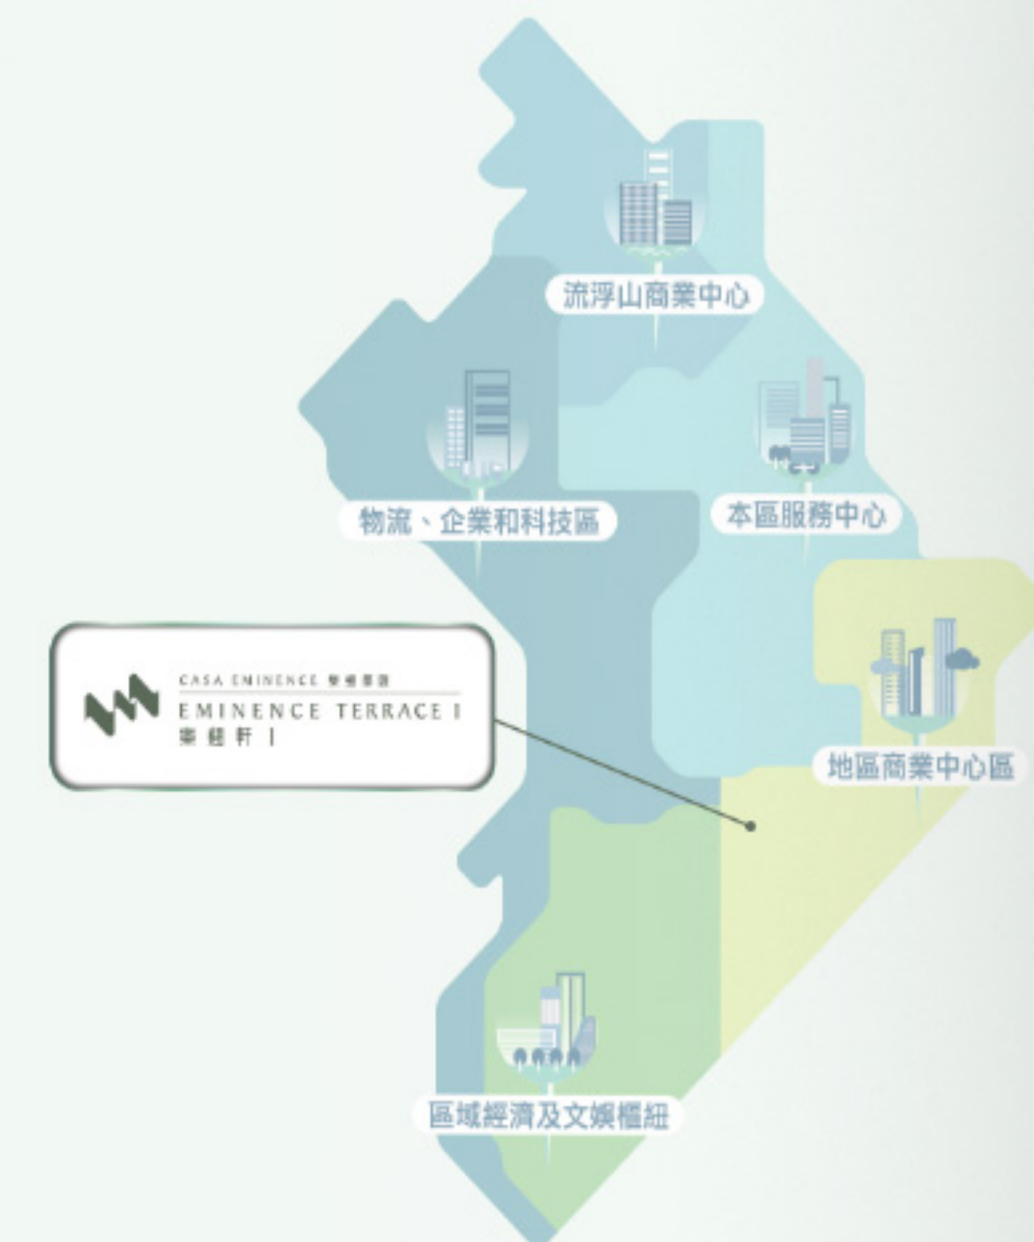 流浮山商業中心
物流、企業和科技區
本區服務中心
CASA EMINENCE
EMINENCE TERRACE I
軒 I
地區商業中心區
區域經濟及文娛樞紐